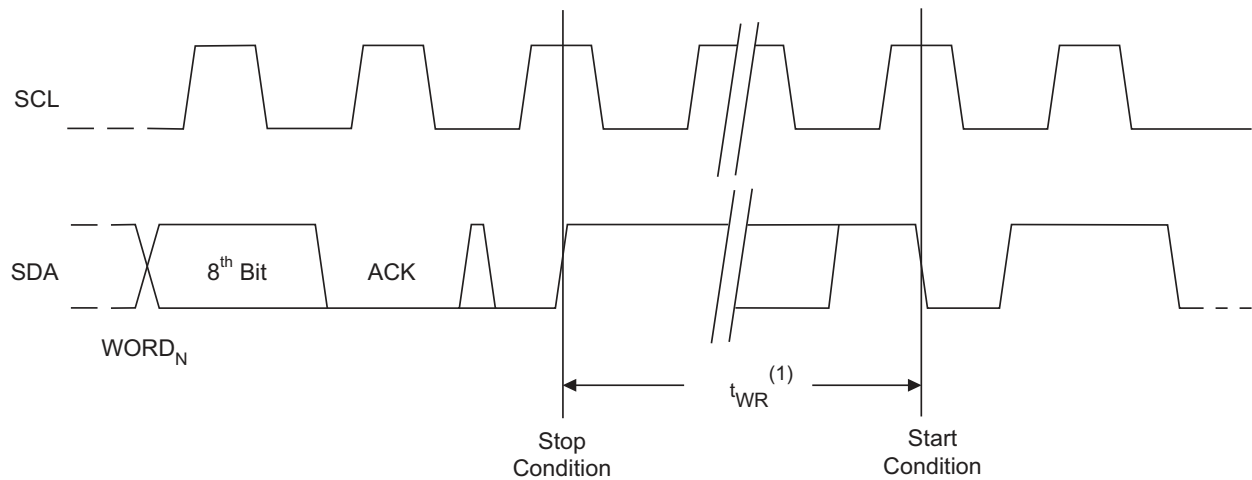 SCL
SDA
8th Bit
ACK
WORDN
tWR(1)
Stop
Condition
Start
Condition